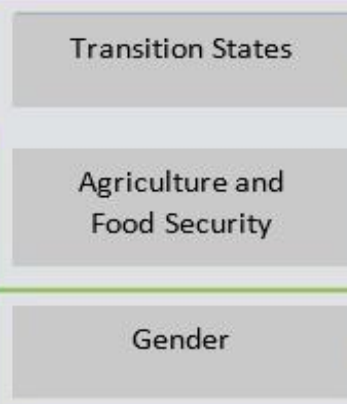 Transition States
Agriculture and
Food Security
Gender